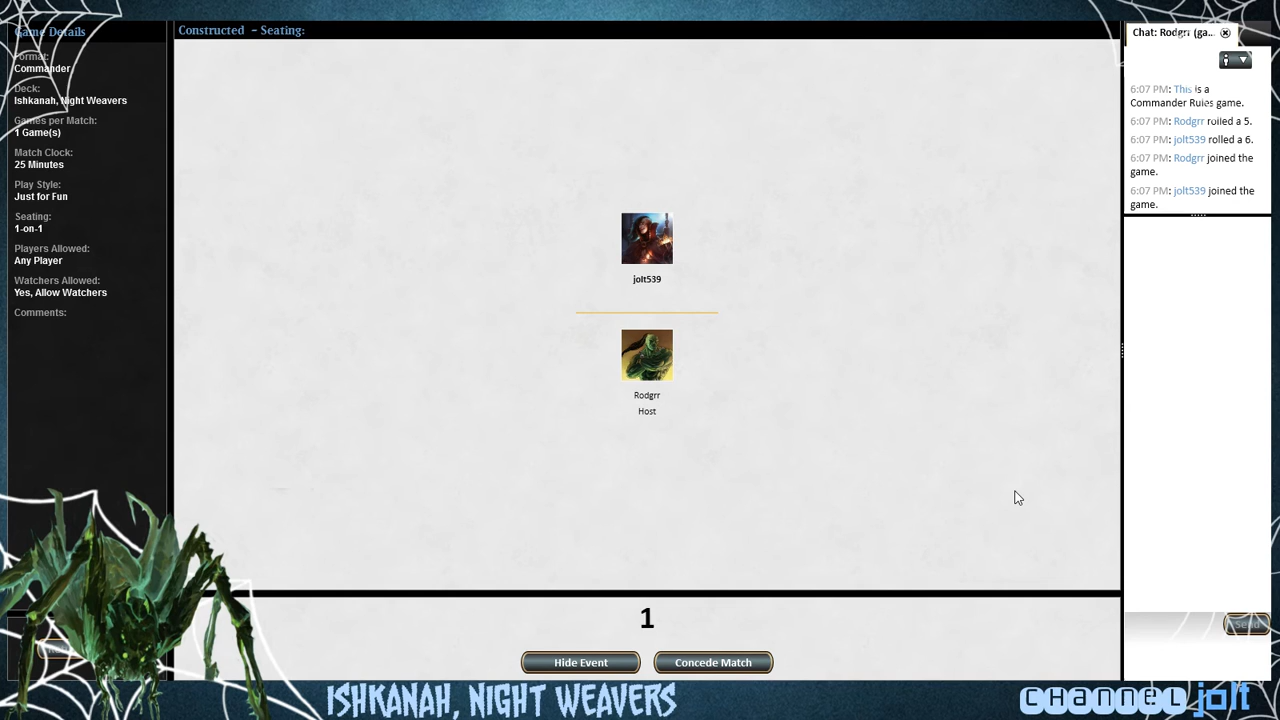 Game Details
Format:
Commander
Deck:
Ishkanah, Night Weavers
Games per Match:
1 Game(s)
Match Clock:
25 Minutes
Play Style:
Just for Fun
Seating:
1-on-1
Players Allowed:
Any Player
Watchers Allowed:
Yes, Allow Watchers
Comments:
Constructed - Seating:
jolt539
Rodgrr
Host
1
Hide Event
Concede Match
Chat: Rodgrr (ga...
6:07 PM: This is a
Commander Rules game.
6:07 PM: Rodgrr rolled a 5.
6:07 PM: jolt539 rolled a 6.
6:07 PM: Rodgrr joined the
game.
6:07 PM: jolt539 joined the
game.
Send
ISHKANAH, NIGHT WEAVERS
CHANNEL jolt